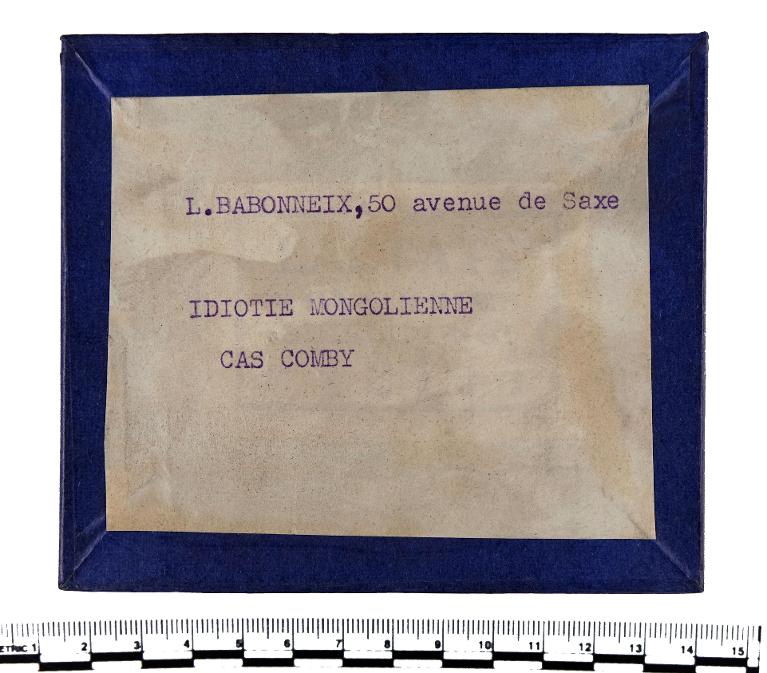 L.BABONNEIX,50 avenue de Saxe
IDIOTIE MONGOLIENNE
CAS COMBY
METRIC 1 2 3 4 5 6 7 8 9 10 11 12 13 14 15